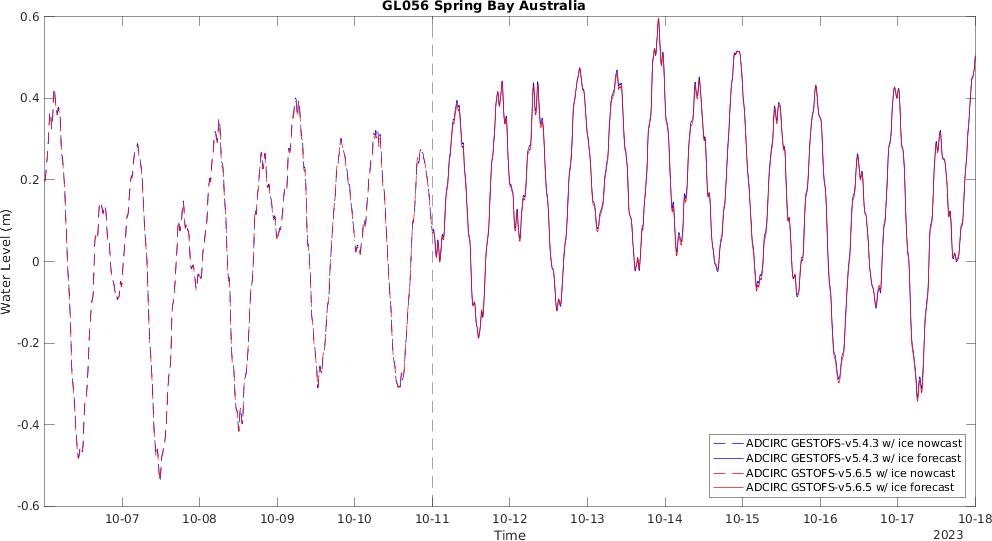 GL056 Spring Bay Australia
0.6
0.4
0.2
0
-0.2
-0.4
-0.6
Water Level (m)
ADCIRC GESTOFS-v5.4.3 w/ ice nowcast
ADCIRC GESTOFS-v5.4.3 w/ ice forecast
ADCIRC GSTOFS-v5.6.5 w/ ice nowcast
ADCIRC GSTOFS-v5.6.5 w/ ice forecast
10-07 10-08 10-09 10-10 10-11 10-12 10-13 10-14 10-15 10-16 10-17 10-18
Time
2023